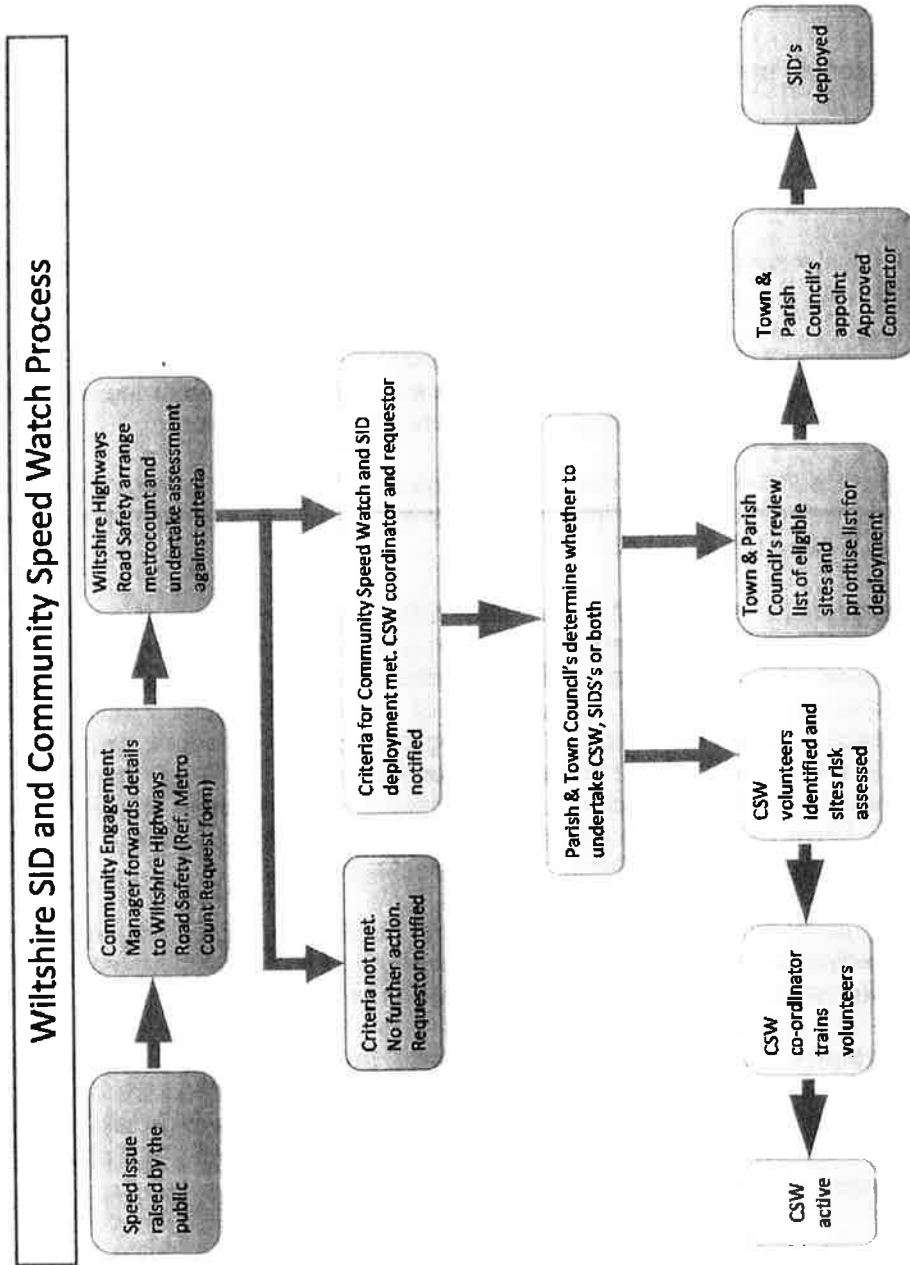 Wiltshire SID and Community Speed Watch Process
Speed issue
raised by the
public
Community Engagement
Manager forwards details
to Wiltshire Highways
Road Safety (Ref. Metro
Count Request form)
Wiltshire Highways
Road Safety arrange
metrocount and
undertake assessment
against criteria
Criteria not met.
No further action.
Requestor notified
Criteria for Community Speed Watch and SID
deployment met. CSW coordinator and requestor
notified
Parish & Town Council's determine whether to
undertake CSW, SIDS's or both
CSW
active
CSW
co-ordinator
trains
volunteers
CSW
volunteers
identified and
sites risk
assessed
Town & Parish
Council's review
list of eligible
sites and
prioritise list for
deployment
Town &
Parish
Council's
appoint
Approved
Contractor
SID's
deployed